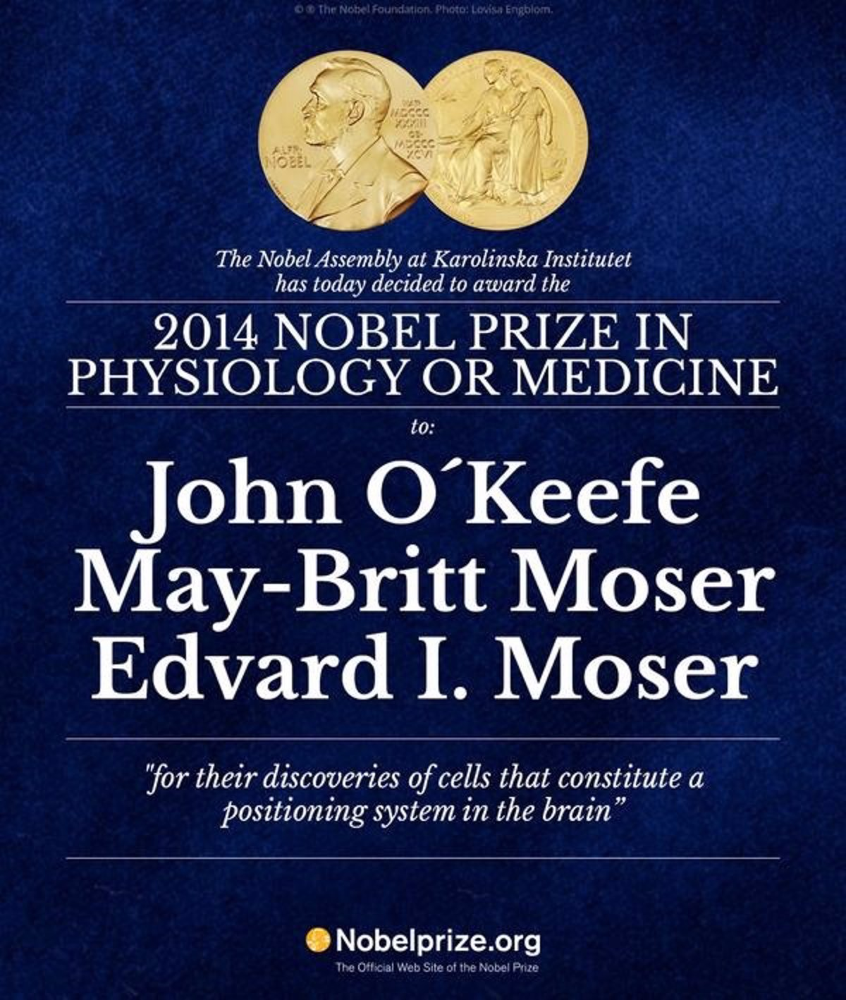 © ® The Nobel Foundation. Photo: Lovisa Engblom.
ALFR.
NOBEL
NAT.
MDCCC
XXXIII
OB.
MDCCC
XCVI
The Nobel Assembly at Karolinska Institutet
has today decided to award the
2014 NOBEL PRIZE IN
PHYSIOLOGY OR MEDICINE
to:
John O´Keefe
May-Britt Moser
Edvard I. Moser
"for their discoveries of cells that constitute a
positioning system in the brain”
Nobelprize.org
The Official Web Site of the Nobel Prize